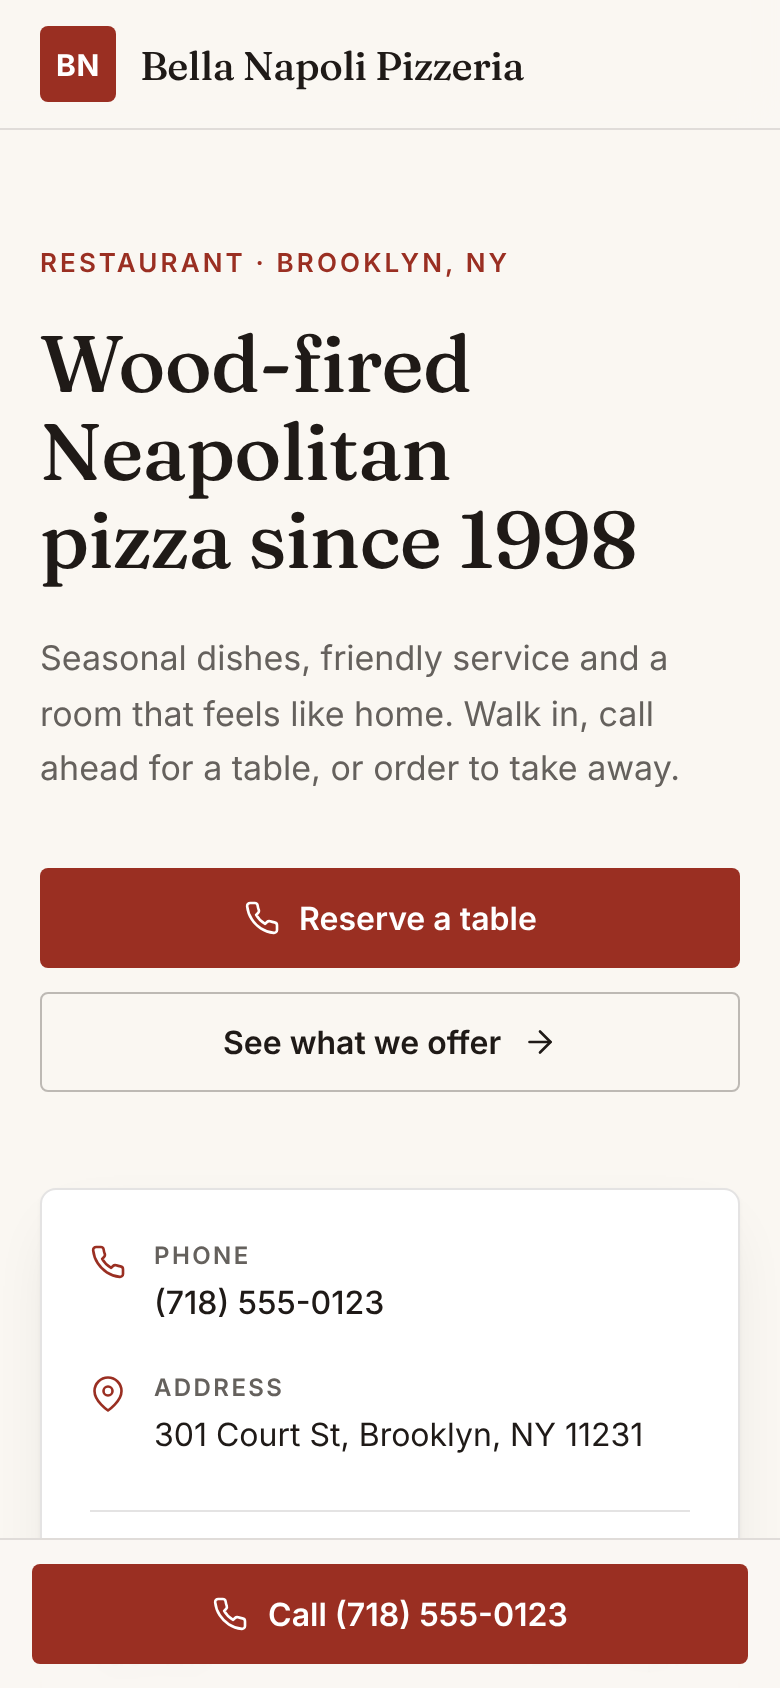 BN
Bella Napoli Pizzeria
RESTAURANT · BROOKLYN, NY
Wood-fired
Neapolitan
pizza since 1998
Seasonal dishes, friendly service and a
room that feels like home. Walk in, call
ahead for a table, or order to take away.
Reserve a table
See what we offer →
PHONE
(718) 555-0123
ADDRESS
301 Court St, Brooklyn, NY 11231
Call (718) 555-0123